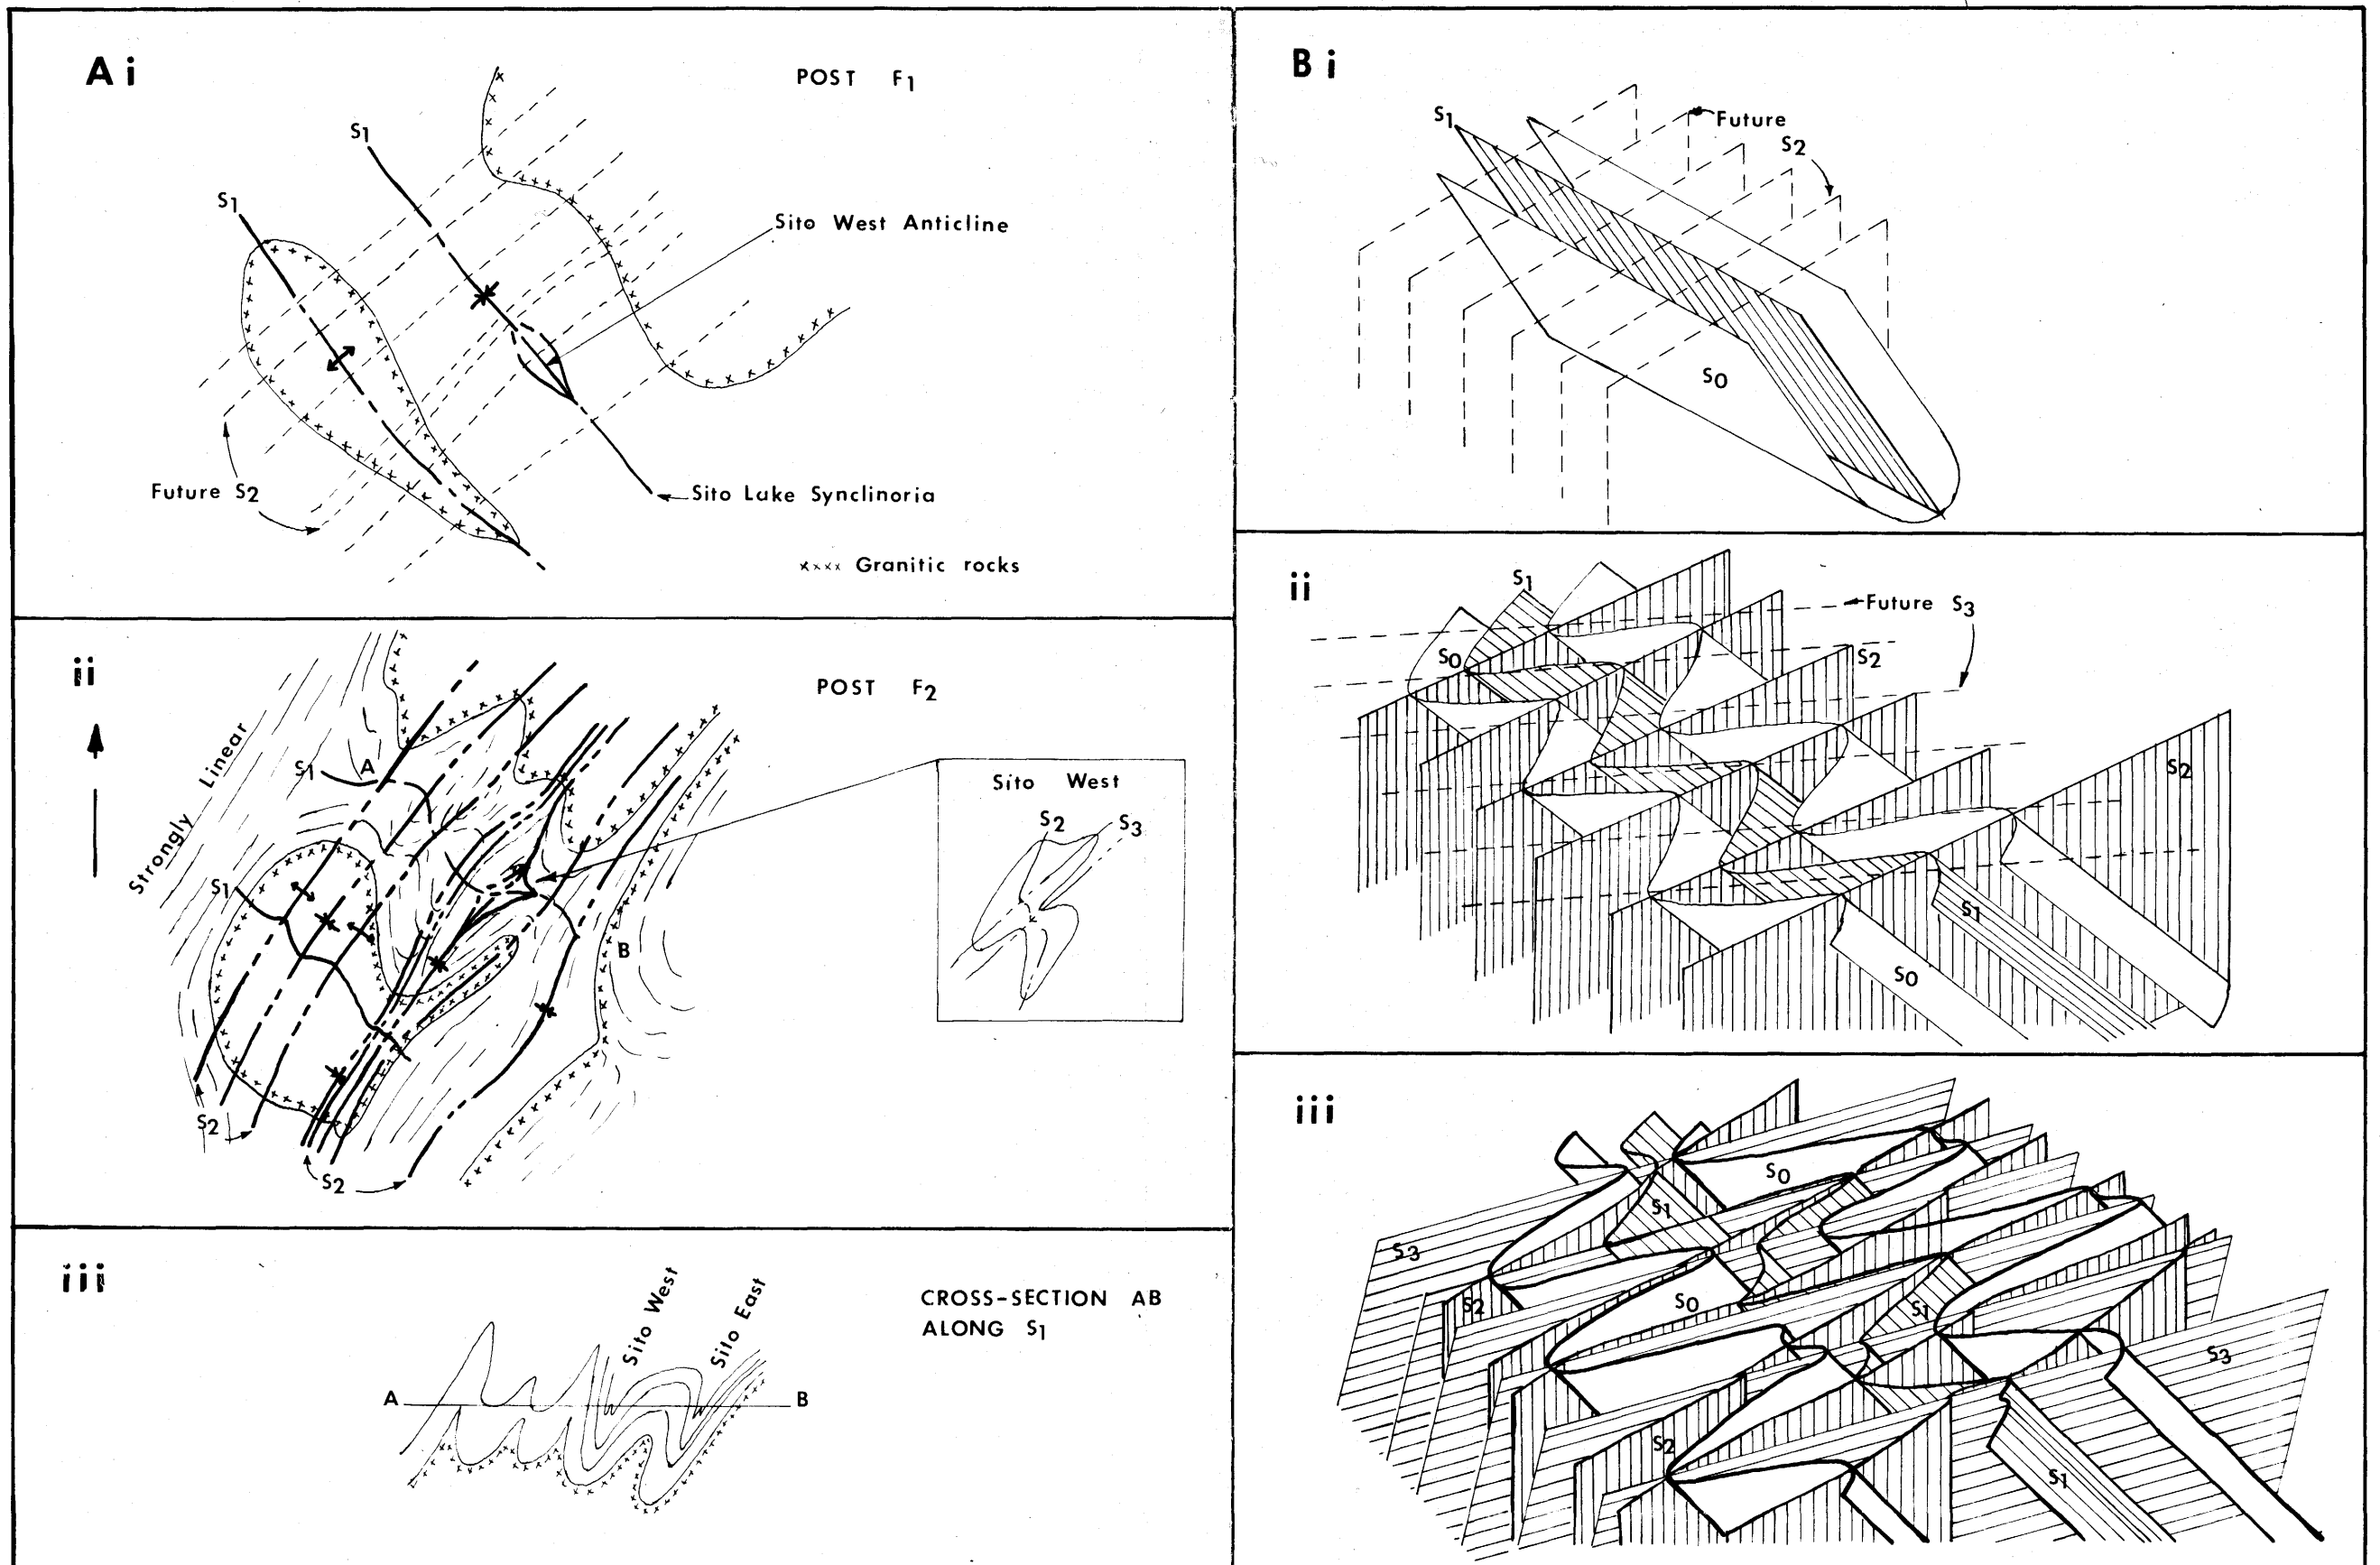 A i
POST F1
S1
S1
Sito West Anticline
Future S2
Sito Lake Synclinoria
xxxx Granitic rocks
ii
POST F2
Strongly Linear
S1
A
S1
B
S2
S2
Sito West
S2
S3
iii
Sito West
Sito East
CROSS-SECTION AB
ALONG S1
A
B
B i
S1
Future
S2
S0
ii
S1
Future S3
S0
S2
S2
S1
S0
iii
S0
S1
S3
S2
S0
S1
S3
S2
S1